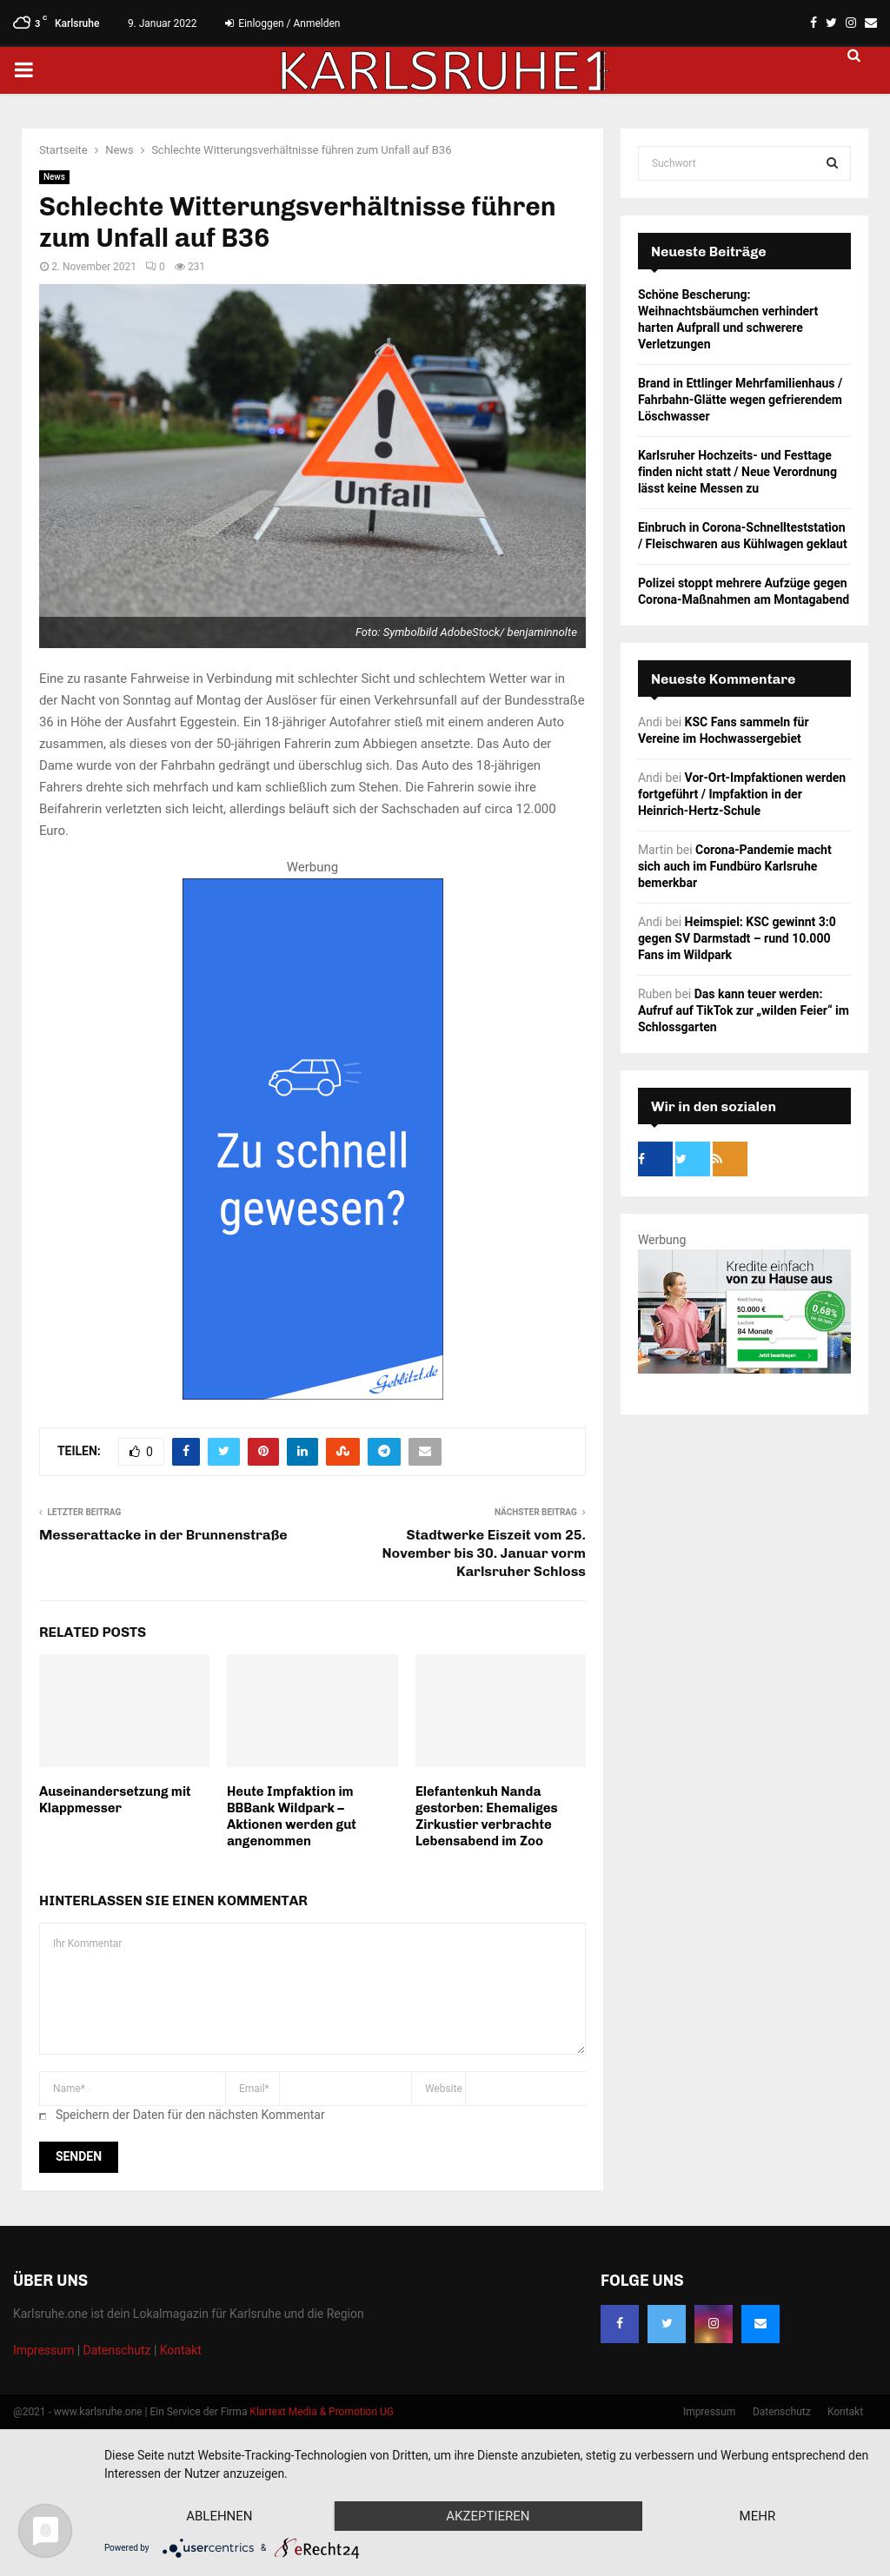 3 C Karlsruhe 9. Januar 2022 Einloggen / Anmelden
KARLSRUHE 1
Startseite > News > Schlechte Witterungsverhältnisse führen zum Unfall auf B36
News
Schlechte Witterungsverhältnisse führen
zum Unfall auf B36
2. November 2021 0 231
Unfall
Foto: Symbolbild AdobeStock/ benjaminnolte
Eine zu rasante Fahrweise in Verbindung mit schlechter Sicht und schlechtem Wetter war in
der Nacht von Sonntag auf Montag der Auslöser für einen Verkehrsunfall auf der Bundesstraße
36 in Höhe der Ausfahrt Eggestein. Ein 18-jähriger Autofahrer stieß mit einem anderen Auto
zusammen, als dieses von der 50-jährigen Fahrerin zum Abbiegen ansetzte. Das Auto der
Dame wurde von der Fahrbahn gedrängt und überschlug sich. Das Auto des 18-jährigen
Fahrers drehte sich mehrfach und kam schließlich zum Stehen. Die Fahrerin sowie ihre
Beifahrerin verletzten sich leicht, allerdings beläuft sich der Sachschaden auf circa 12.000
Euro.
Werbung
Zu schnell
gewesen?
Geblitzt.de
TEILEN: 0
LETZTER BEITRAG
Messerattacke in der Brunnenstraße
NÄCHSTER BEITRAG
Stadtwerke Eiszeit vom 25.
November bis 30. Januar vorm
Karlsruher Schloss
RELATED POSTS
Auseinandersetzung mit
Klappmesser
Heute Impfaktion im
BBBank Wildpark –
Aktionen werden gut
angenommen
Elefantenkuh Nanda
gestorben: Ehemaliges
Zirkustier verbrachte
Lebensabend im Zoo
HINTERLASSEN SIE EINEN KOMMENTAR
Ihr Kommentar
Name* Email* Website
Speichern der Daten für den nächsten Kommentar
SENDEN
Suchwort
Neueste Beiträge
Schöne Bescherung:
Weihnachtsbäumchen verhindert
harten Aufprall und schwerere
Verletzungen
Brand in Ettlinger Mehrfamilienhaus /
Fahrbahn-Glätte wegen gefrierendem
Löschwasser
Karlsruher Hochzeits- und Festtage
finden nicht statt / Neue Verordnung
lässt keine Messen zu
Einbruch in Corona-Schnellteststation
/ Fleischwaren aus Kühlwagen geklaut
Polizei stoppt mehrere Aufzüge gegen
Corona-Maßnahmen am Montagabend
Neueste Kommentare
Andi bei KSC Fans sammeln für
Vereine im Hochwassergebiet
Andi bei Vor-Ort-Impfaktionen werden
fortgeführt / Impfaktion in der
Heinrich-Hertz-Schule
Martin bei Corona-Pandemie macht
sich auch im Fundbüro Karlsruhe
bemerkbar
Andi bei Heimspiel: KSC gewinnt 3:0
gegen SV Darmstadt – rund 10.000
Fans im Wildpark
Ruben bei Das kann teuer werden:
Aufruf auf TikTok zur „wilden Feier“ im
Schlossgarten
Wir in den sozialen
Werbung
Kredite einfach
von zu Hause aus
50.000 €
0,68%
Laufzeit
84 Monate
Jetzt beantragen
ÜBER UNS
Karlsruhe.one ist dein Lokalmagazin für Karlsruhe und die Region
Impressum | Datenschutz | Kontakt
FOLGE UNS
@2021 - www.karlsruhe.one | Ein Service der Firma Klartext Media & Promotion UG
Impressum Datenschutz Kontakt
Diese Seite nutzt Website-Tracking-Technologien von Dritten, um ihre Dienste anzubieten, stetig zu verbessern und Werbung entsprechend den
Interessen der Nutzer anzuzeigen.
ABLEHNEN AKZEPTIEREN MEHR
Powered by usercentrics & eRecht24